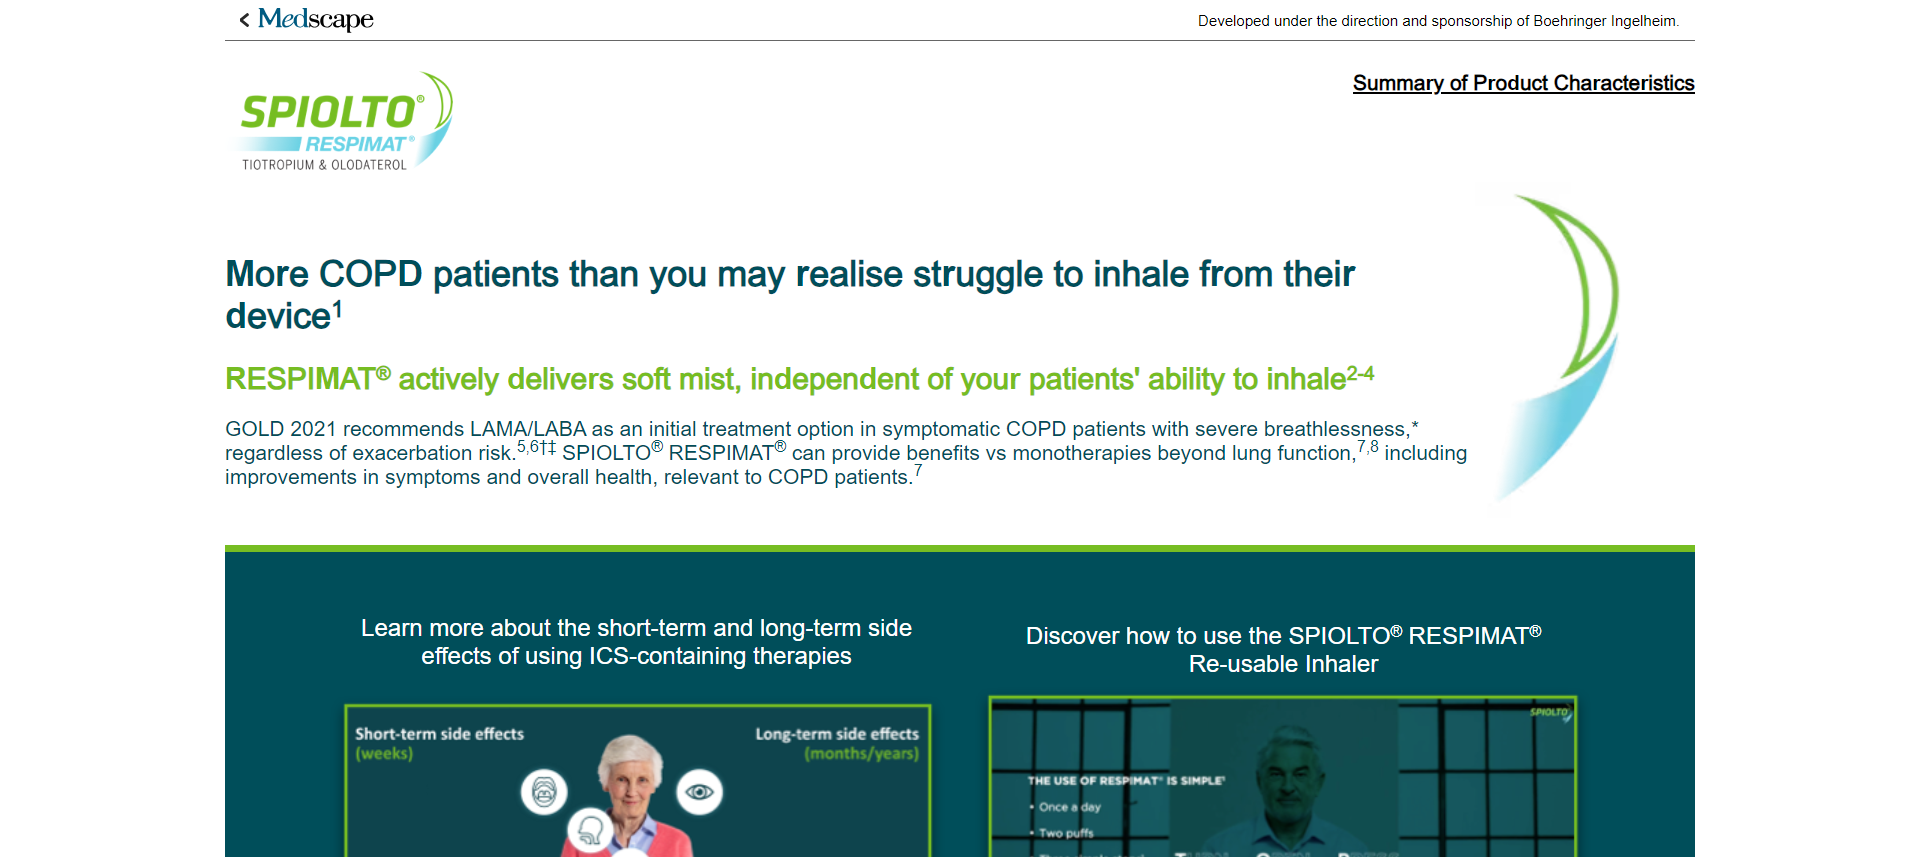 < Medscape
Developed under the direction and sponsorship of Boehringer Ingelheim.
SPIOLTO®
RESPIMAT®
TIOTROPIUM & OLODATEROL
Summary of Product Characteristics
More COPD patients than you may realise struggle to inhale from their
device1
RESPIMAT® actively delivers soft mist, independent of your patients' ability to inhale2-4
GOLD 2021 recommends LAMA/LABA as an initial treatment option in symptomatic COPD patients with severe breathlessness,*
regardless of exacerbation risk.5,6†‡ SPIOLTO® RESPIMAT® can provide benefits vs monotherapies beyond lung function,7,8 including
improvements in symptoms and overall health, relevant to COPD patients.7
Learn more about the short-term and long-term side
effects of using ICS-containing therapies
Short-term side effects
(weeks)
Long-term side effects
(months/years)
Discover how to use the SPIOLTO® RESPIMAT®
Re-usable Inhaler
SPIOLTO
THE USE OF RESPIMAT® IS SIMPLE1
• Once a day
• Two puffs